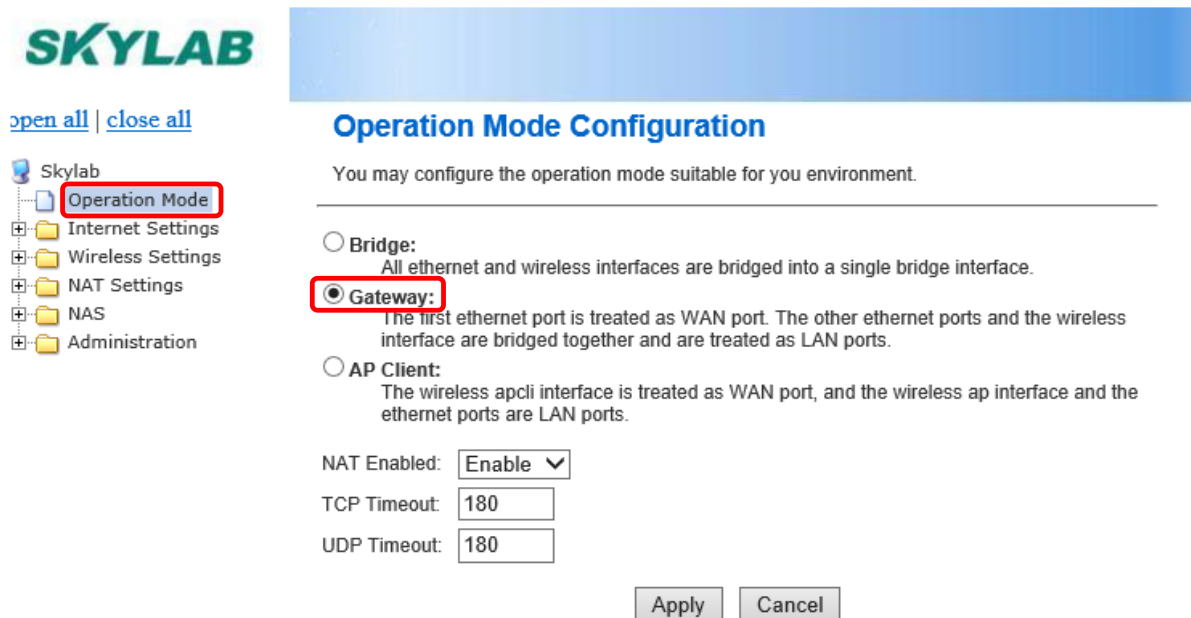 SKYLAB
open all | close all
Skylab
Operation Mode
Internet Settings
Wireless Settings
NAT Settings
NAS
Administration
Operation Mode Configuration
You may configure the operation mode suitable for you environment.
Bridge:
All ethernet and wireless interfaces are bridged into a single bridge interface.
Gateway:
The first ethernet port is treated as WAN port. The other ethernet ports and the wireless
interface are bridged together and are treated as LAN ports.
AP Client:
The wireless apcli interface is treated as WAN port, and the wireless ap interface and the
ethernet ports are LAN ports.
NAT Enabled: Enable
TCP Timeout: 180
UDP Timeout: 180
Apply Cancel